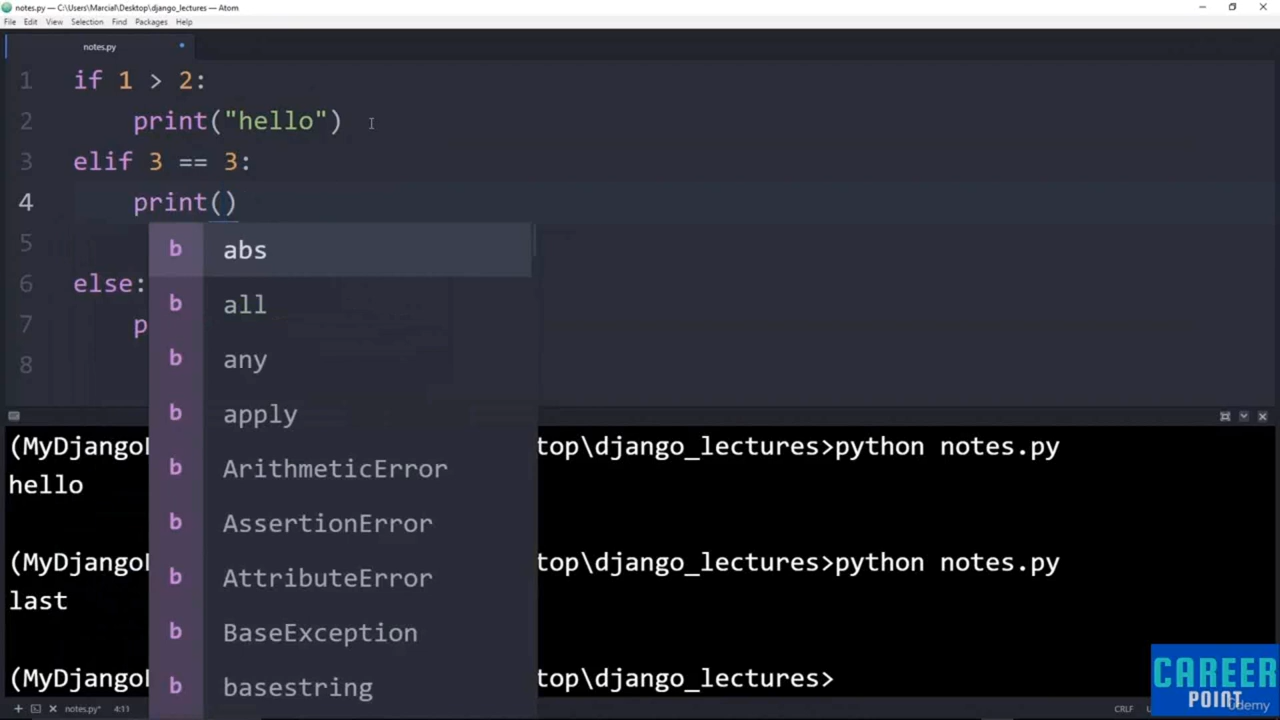 notes.py — C:\Users\Marcial\Desktop\django_lectures — Atom
File Edit View Selection Find Packages Help
notes.py
1 if 1 > 2:
2 print("hello")
3 elif 3 == 3:
4 print()
5
6 else:
7 p
8
b abs
b all
b any
b apply
b ArithmeticError
b AssertionError
b AttributeError
b BaseException
b basestring
(MyDjango top\django_lectures>python notes.py
hello
(MyDjango top\django_lectures>python notes.py
last
(MyDjango top\django_lectures>
CAREER
POINT
udemy
notes.py* 4:11 CRLF